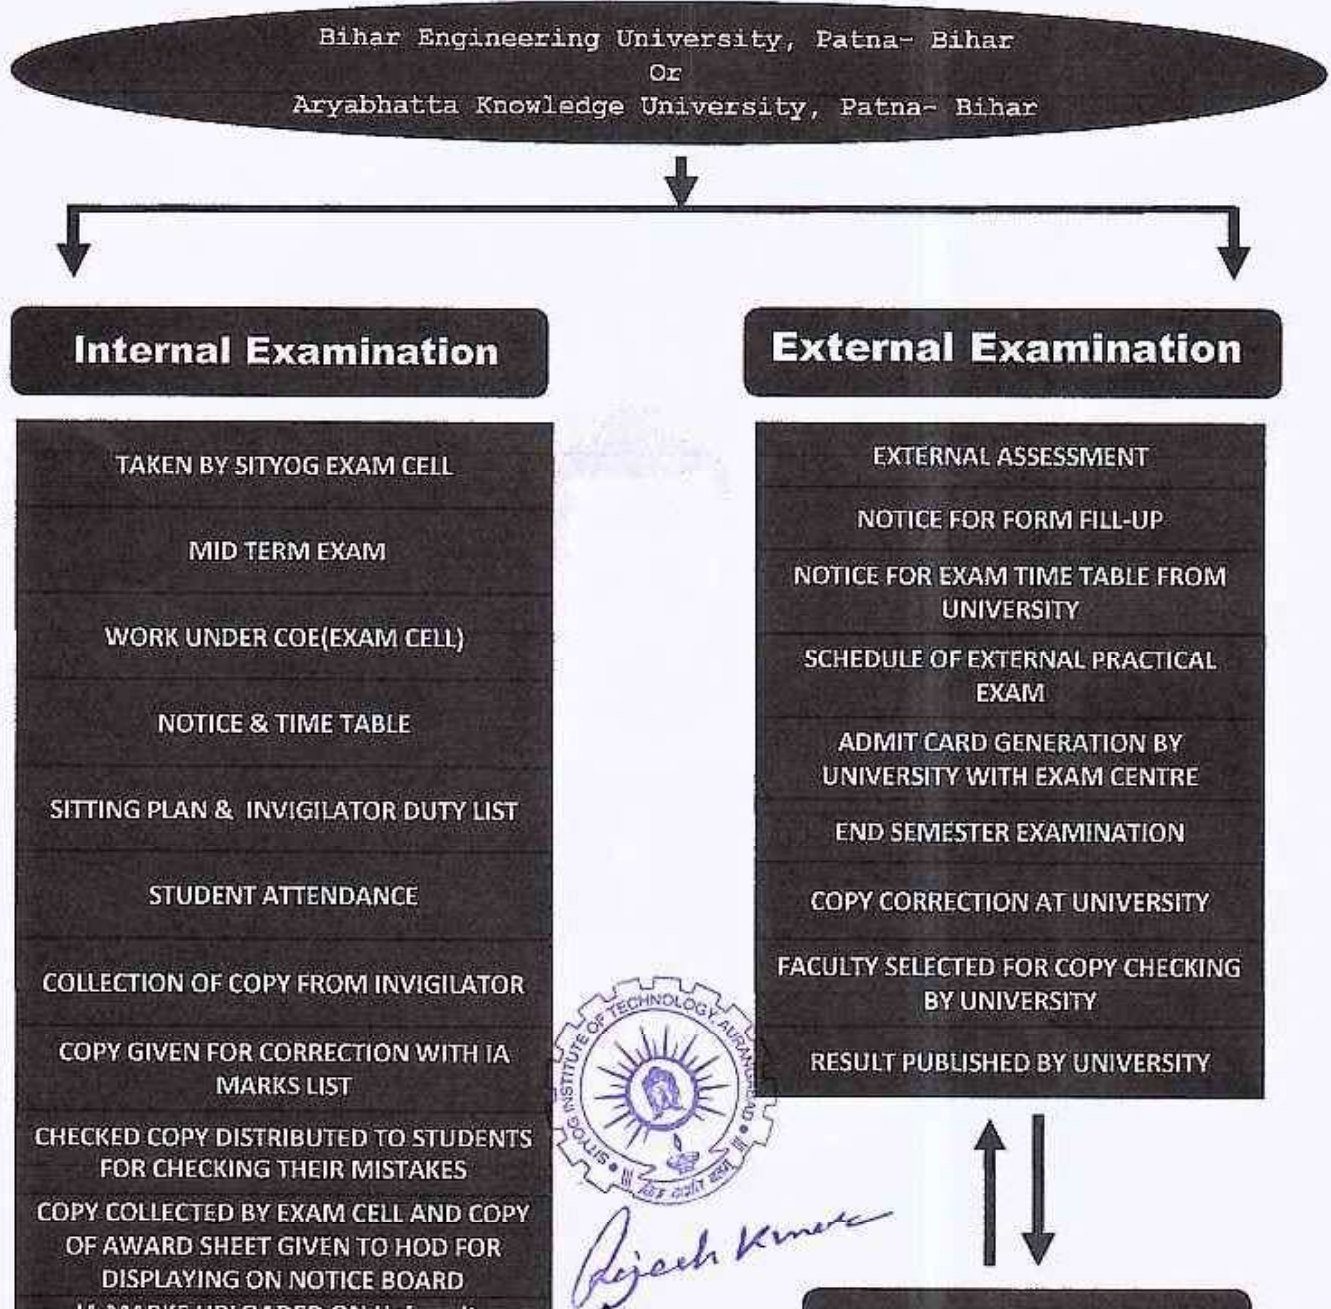 Bihar Engineering University, Patna- Bihar
Or
Aryabhatta Knowledge University, Patna- Bihar
Internal Examination
TAKEN BY SITYOG EXAM CELL
MID TERM EXAM
WORK UNDER COE(EXAM CELL)
NOTICE & TIME TABLE
SITTING PLAN & INVIGILATOR DUTY LIST
STUDENT ATTENDANCE
COLLECTION OF COPY FROM INVIGILATOR
COPY GIVEN FOR CORRECTION WITH IA
MARKS LIST
CHECKED COPY DISTRIBUTED TO STUDENTS
FOR CHECKING THEIR MISTAKES
COPY COLLECTED BY EXAM CELL AND COPY
OF AWARD SHEET GIVEN TO HOD FOR
DISPLAYING ON NOTICE BOARD
IA MARKS UPLOADED ON
External Examination
EXTERNAL ASSESSMENT
NOTICE FOR FORM FILL-UP
NOTICE FOR EXAM TIME TABLE FROM
UNIVERSITY
SCHEDULE OF EXTERNAL PRACTICAL
EXAM
ADMIT CARD GENERATION BY
UNIVERSITY WITH EXAM CENTRE
END SEMESTER EXAMINATION
COPY CORRECTION AT UNIVERSITY
FACULTY SELECTED FOR COPY CHECKING
BY UNIVERSITY
RESULT PUBLISHED BY UNIVERSITY
SITYOG INSTITUTE OF TECHNOLOGY, AURANGABAD